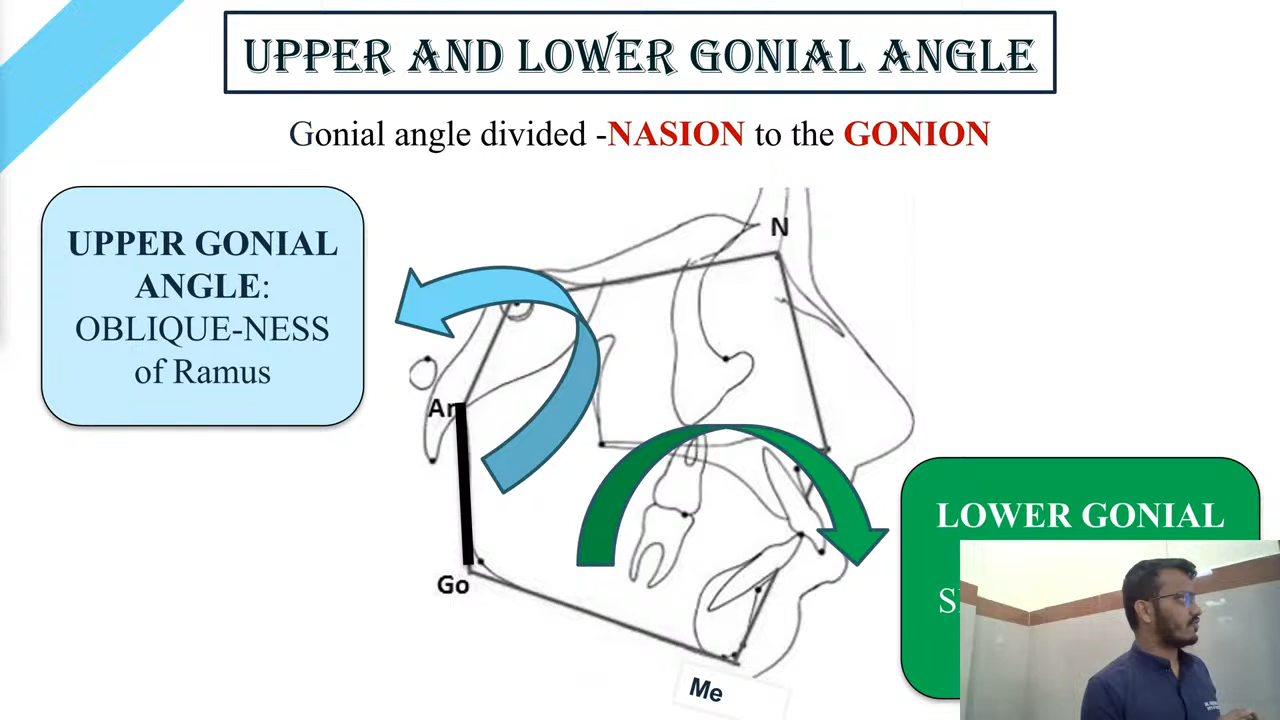 UPPER AND LOWER GONIAL ANGLE
Gonial angle divided -NASION to the GONION
UPPER GONIAL
ANGLE:
OBLIQUE-NESS
of Ramus
N
Ar
Go
Me
LOWER GONIAL